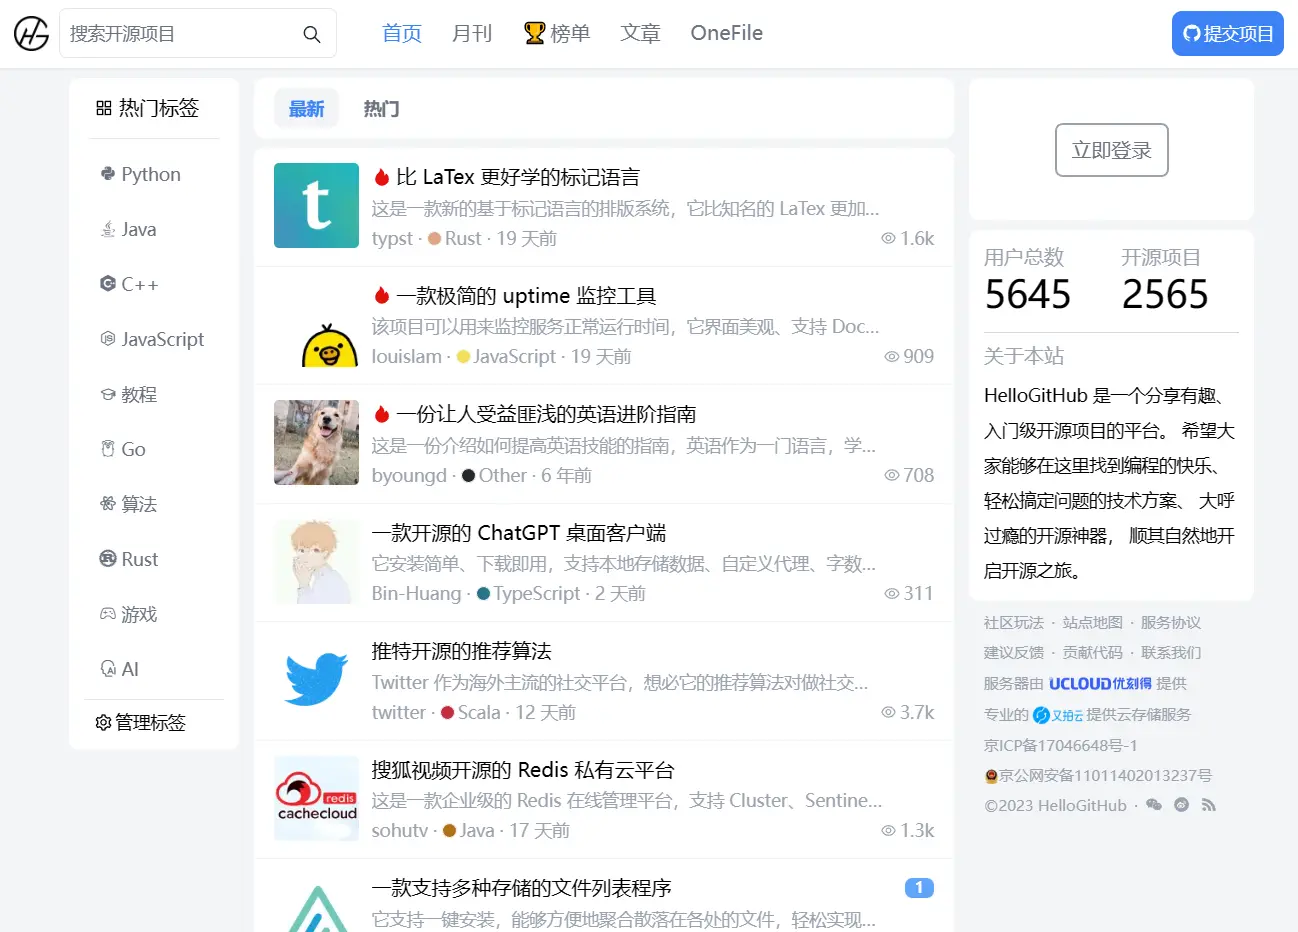 搜索开源项目
首页
月刊
🏆榜单
文章
OneFile
提交项目
热门标签
Python
Java
C++
JavaScript
教程
Go
算法
Rust
游戏
AI
管理标签
最新
热门
t
比 LaTex 更好学的标记语言
这是一款新的基于标记语言的排版系统，它比知名的 LaTex 更加...
typst · Rust · 19 天前
1.6k
一款极简的 uptime 监控工具
该项目可以用来监控服务正常运行时间，它界面美观、支持 Doc...
louislam · JavaScript · 19 天前
909
一份让人受益匪浅的英语进阶指南
这是一份介绍如何提高英语技能的指南，英语作为一门语言，学...
byoungd · Other · 6 年前
708
一款开源的 ChatGPT 桌面客户端
它安装简单、下载即用，支持本地存储数据、自定义代理、字数...
Bin-Huang · TypeScript · 2 天前
311
推特开源的推荐算法
Twitter 作为海外主流的社交平台，想必它的推荐算法对做社交...
twitter · Scala · 12 天前
3.7k
redis
cachecloud
搜狐视频开源的 Redis 私有云平台
这是一款企业级的 Redis 在线管理平台，支持 Cluster、Sentine...
sohutv · Java · 17 天前
1.3k
一款支持多种存储的文件列表程序
1
它支持一键安装，能够方便地聚合散落在各处的文件，轻松实现...
立即登录
用户总数
5645
开源项目
2565
关于本站
HelloGitHub 是一个分享有趣、
入门级开源项目的平台。 希望大
家能够在这里找到编程的快乐、
轻松搞定问题的技术方案、 大呼
过瘾的开源神器， 顺其自然地开
启开源之旅。
社区玩法 · 站点地图 · 服务协议
建议反馈 · 贡献代码 · 联系我们
服务器由 UCLOUD优刻得 提供
专业的 又拍云 提供云存储服务
京ICP备17046648号-1
京公网安备11011402013237号
©2023 HelloGitHub ·